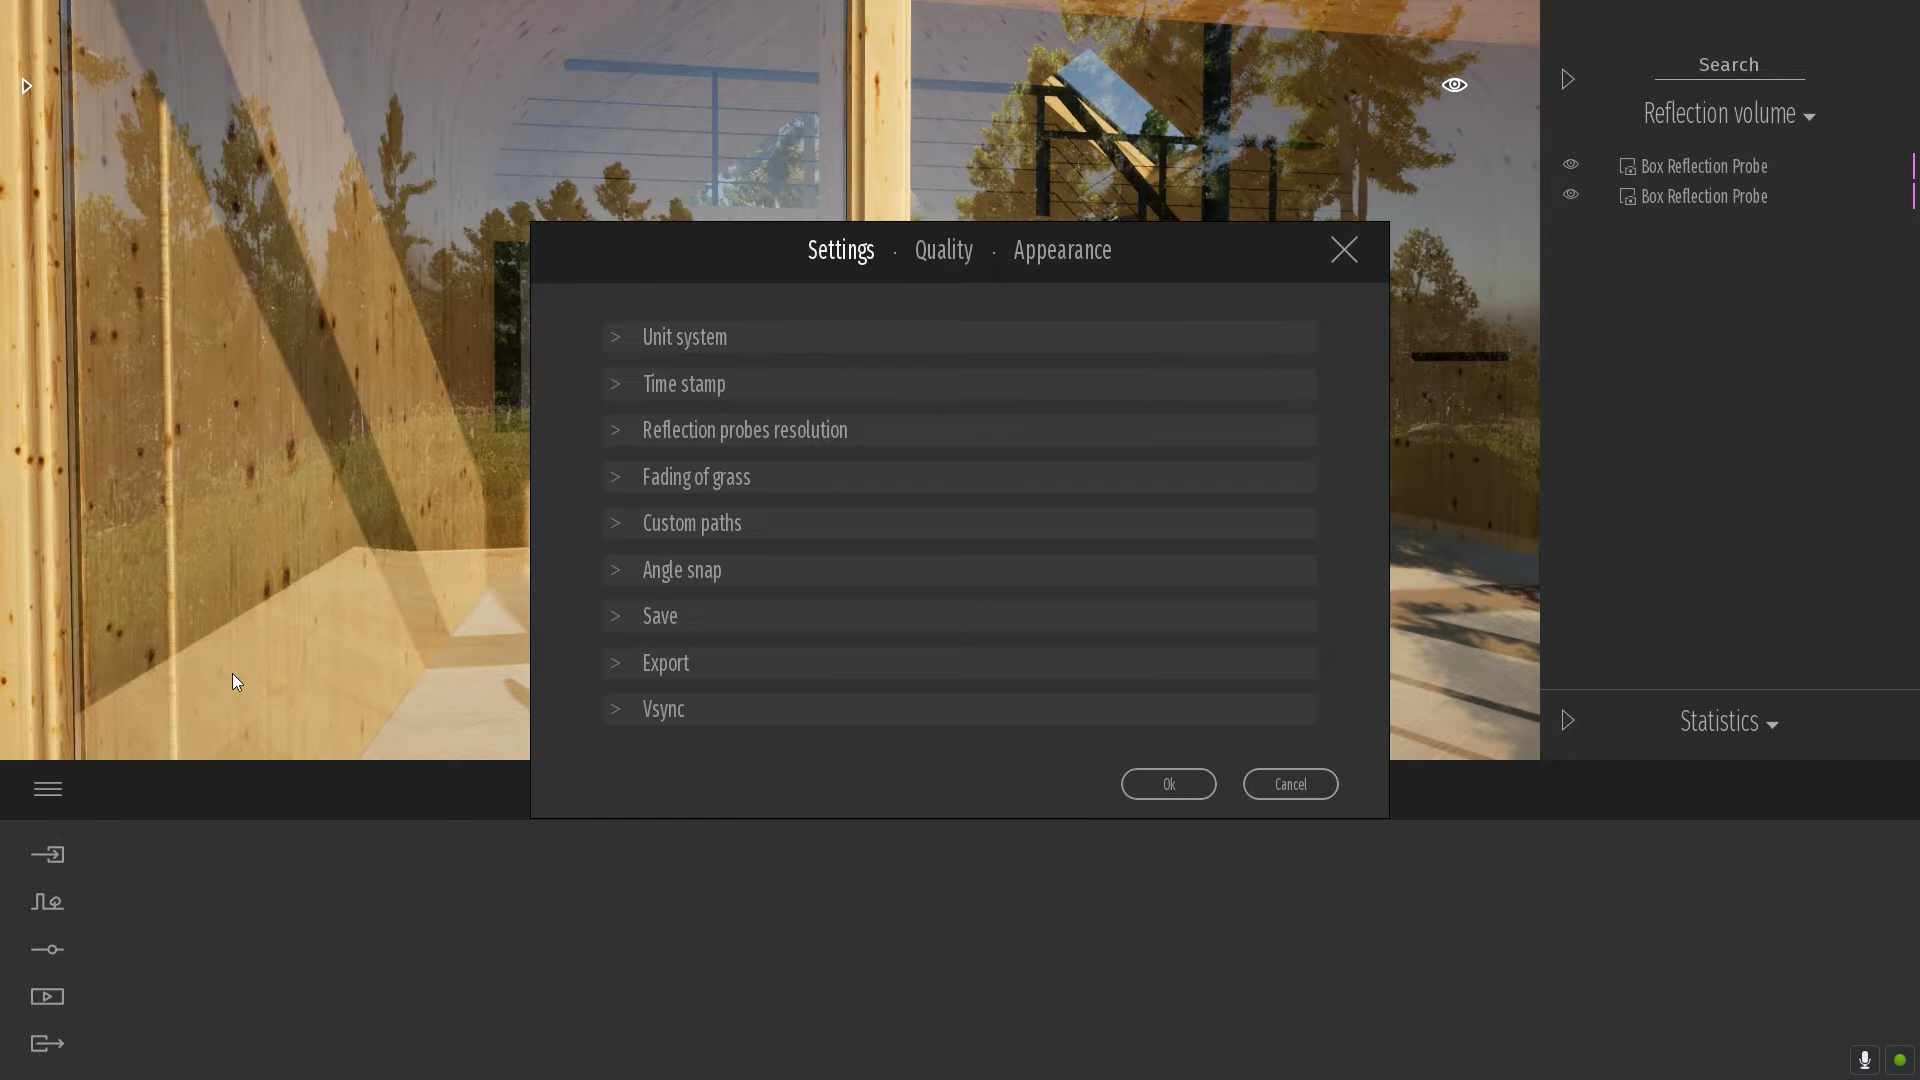 Search
Reflection volume
Box Reflection Probe
Box Reflection Probe
Settings . Quality . Appearance
> Unit system
> Time stamp
> Reflection probes resolution
> Fading of grass
> Custom paths
> Angle snap
> Save
> Export
> Vsync
Ok Cancel
Statistics